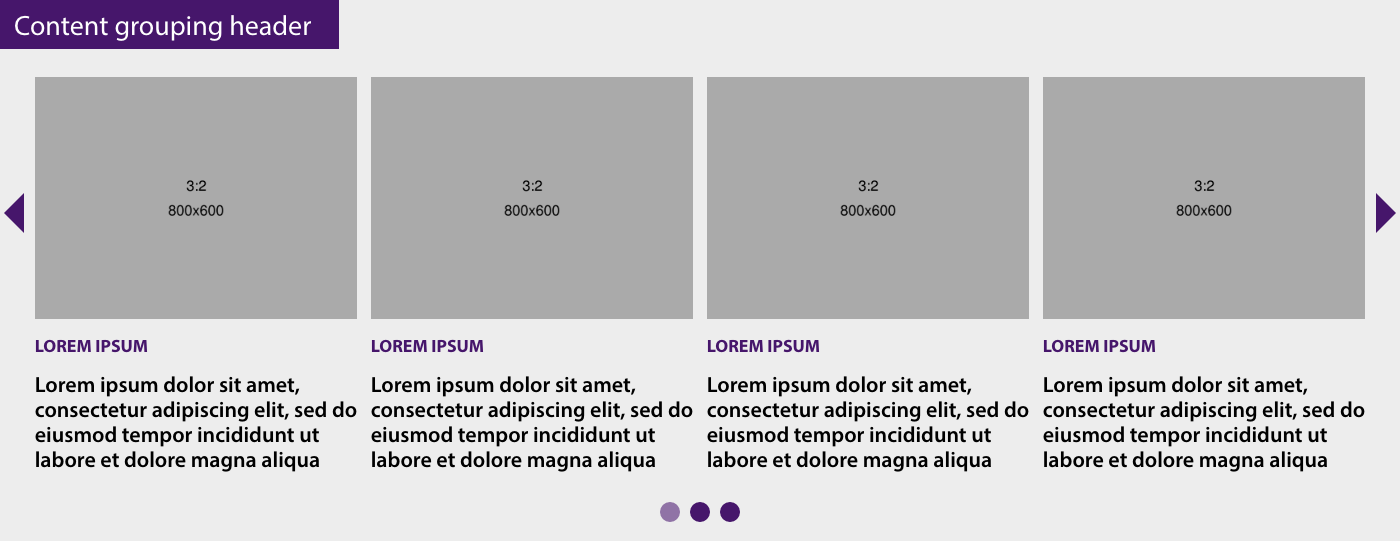 Content grouping header
3:2
800x600
3:2
800x600
3:2
800x600
3:2
800x600
LOREM IPSUM
Lorem ipsum dolor sit amet,
consectetur adipiscing elit, sed do
eiusmod tempor incididunt ut
labore et dolore magna aliqua
LOREM IPSUM
Lorem ipsum dolor sit amet,
consectetur adipiscing elit, sed do
eiusmod tempor incididunt ut
labore et dolore magna aliqua
LOREM IPSUM
Lorem ipsum dolor sit amet,
consectetur adipiscing elit, sed do
eiusmod tempor incididunt ut
labore et dolore magna aliqua
LOREM IPSUM
Lorem ipsum dolor sit amet,
consectetur adipiscing elit, sed do
eiusmod tempor incididunt ut
labore et dolore magna aliqua